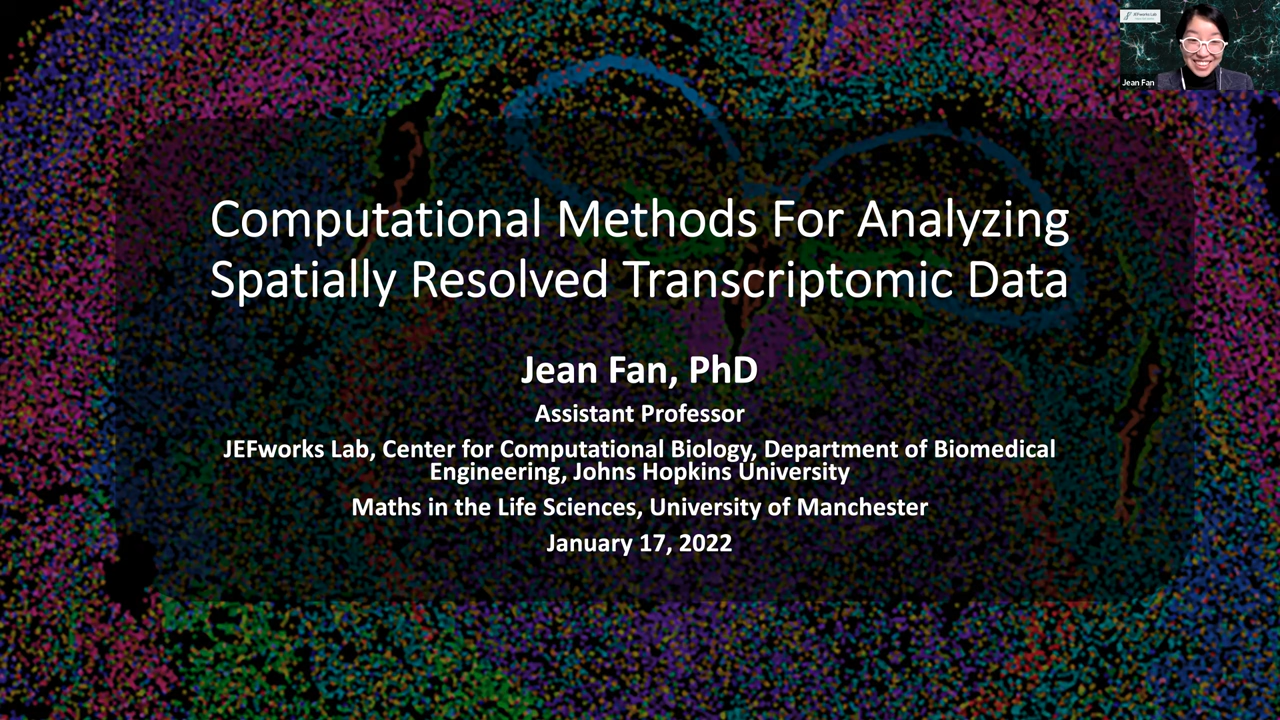 JEFworks Lab
Jean Fan
Computational Methods For Analyzing
Spatially Resolved Transcriptomic Data
Jean Fan, PhD
Assistant Professor
JEFworks Lab, Center for Computational Biology, Department of Biomedical
Engineering, Johns Hopkins University
Maths in the Life Sciences, University of Manchester
January 17, 2022